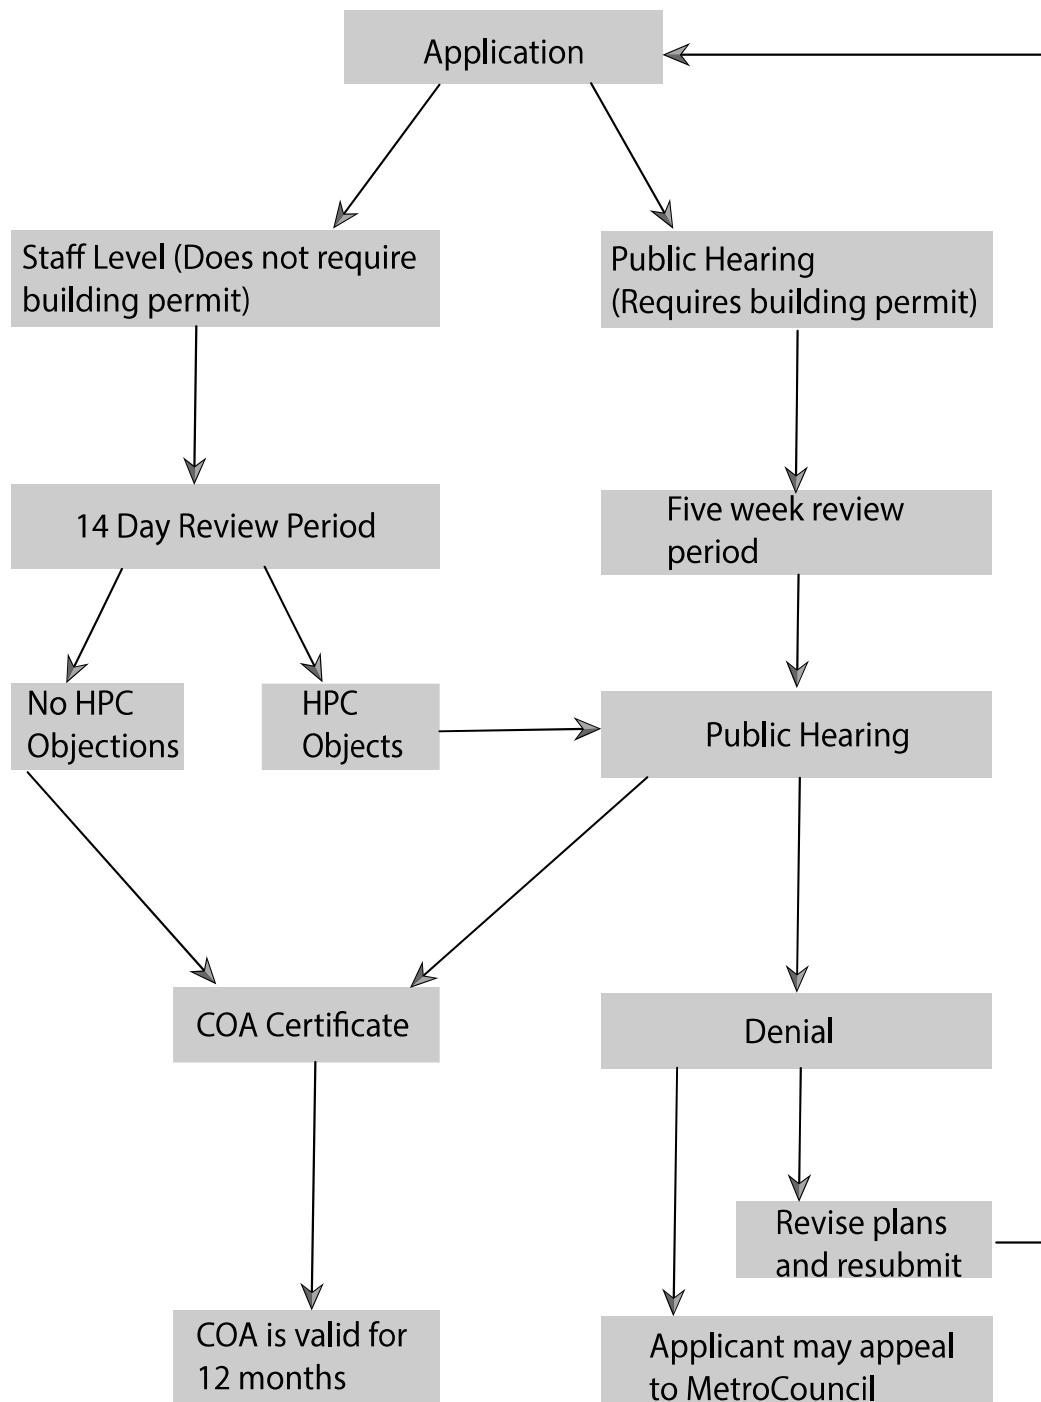 Application
Staff Level (Does not require
building permit)
Public Hearing
(Requires building permit)
14 Day Review Period
Five week review
period
No HPC
Objections
HPC
Objects
Public Hearing
COA Certificate
Denial
Revise plans
and resubmit
COA is valid for
12 months
Applicant may appeal
to MetroCouncil